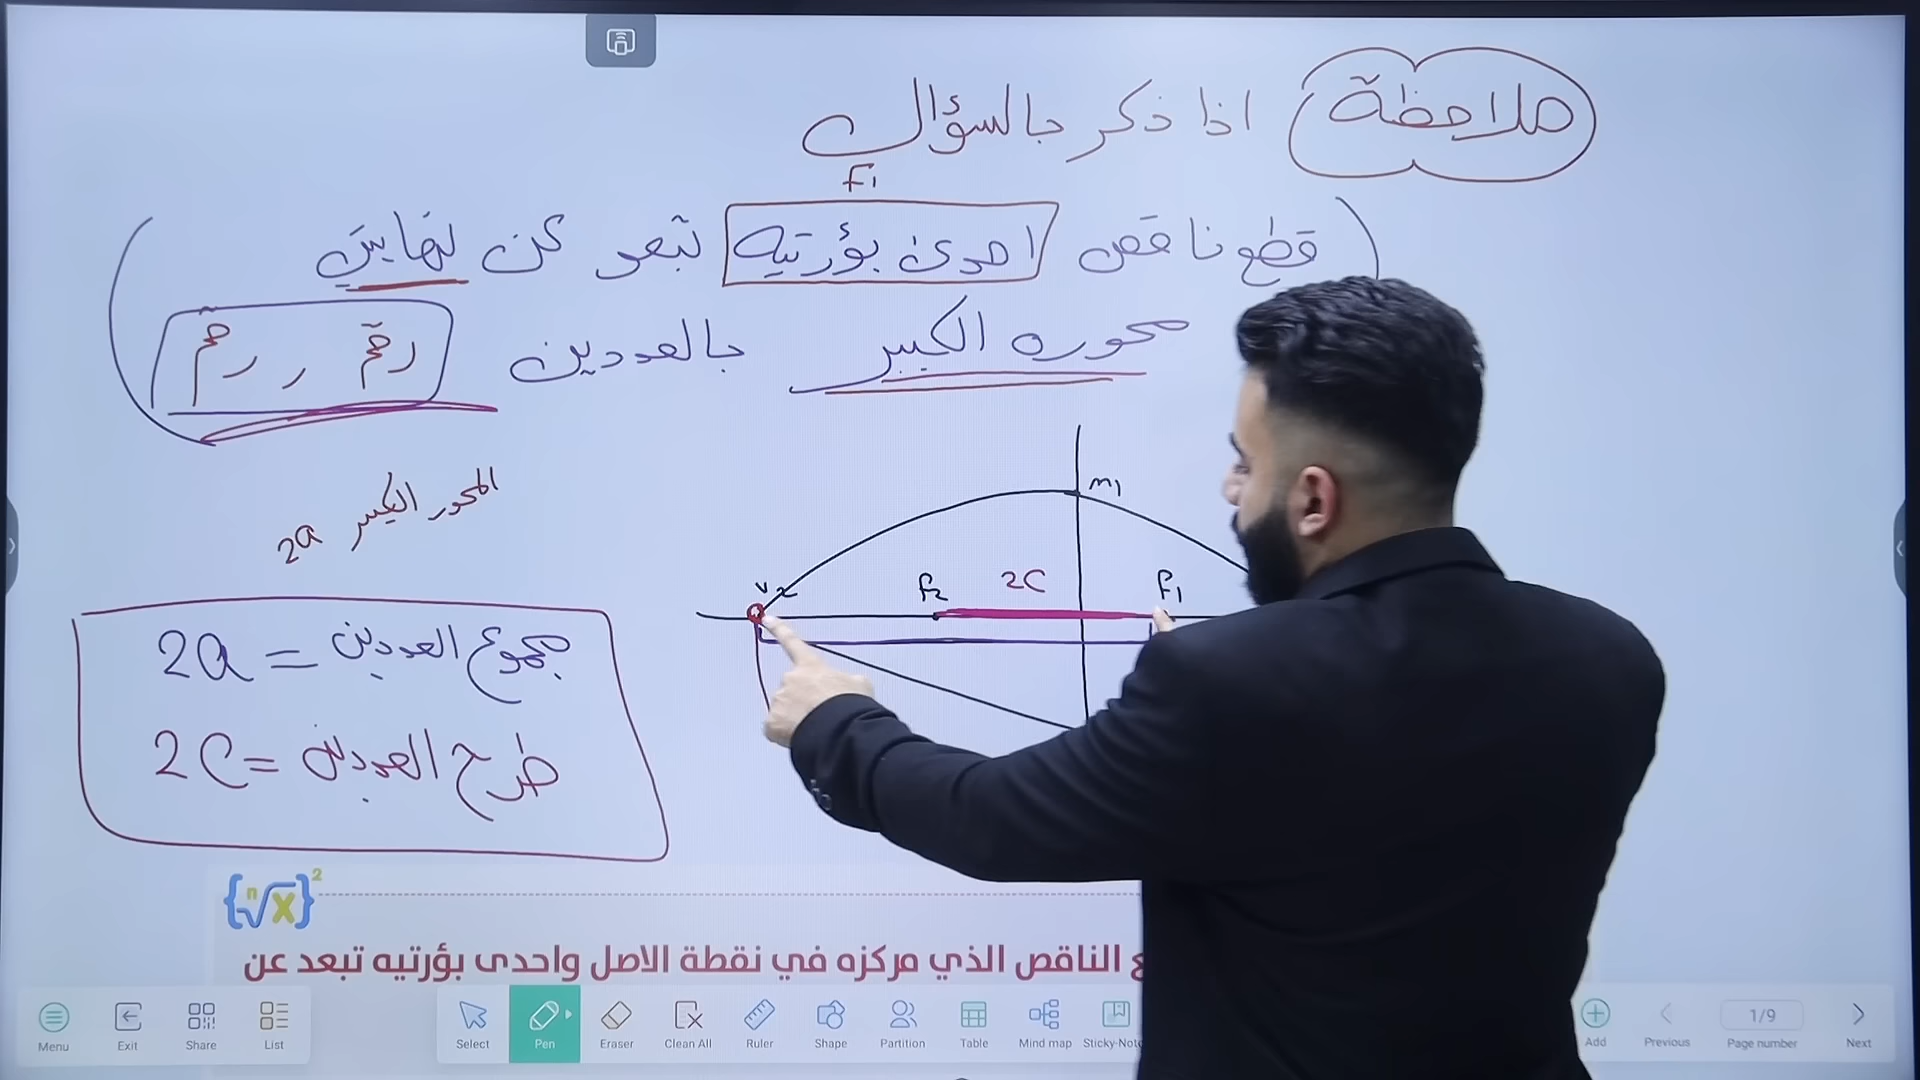 ملاحظة اذا ذكر بالسؤال
F1
قطع ناقص احدى بؤرتيه تبعد عن نهايتي
محوره الكبير بالعددين رقم , رقم
المحور الكبير 2a
2a = مجموع العددين
2C = طرح العددين
m1
V2 F2 2C F1
{n√x}2
الناقص الذي مركزه في نقطة الاصل واحدى بؤرتيه تبعد عن
Menu Exit Share List Select Pen Eraser Clean All Ruler Shape Partition Table Mind map Add Previous Page number Next
1/9